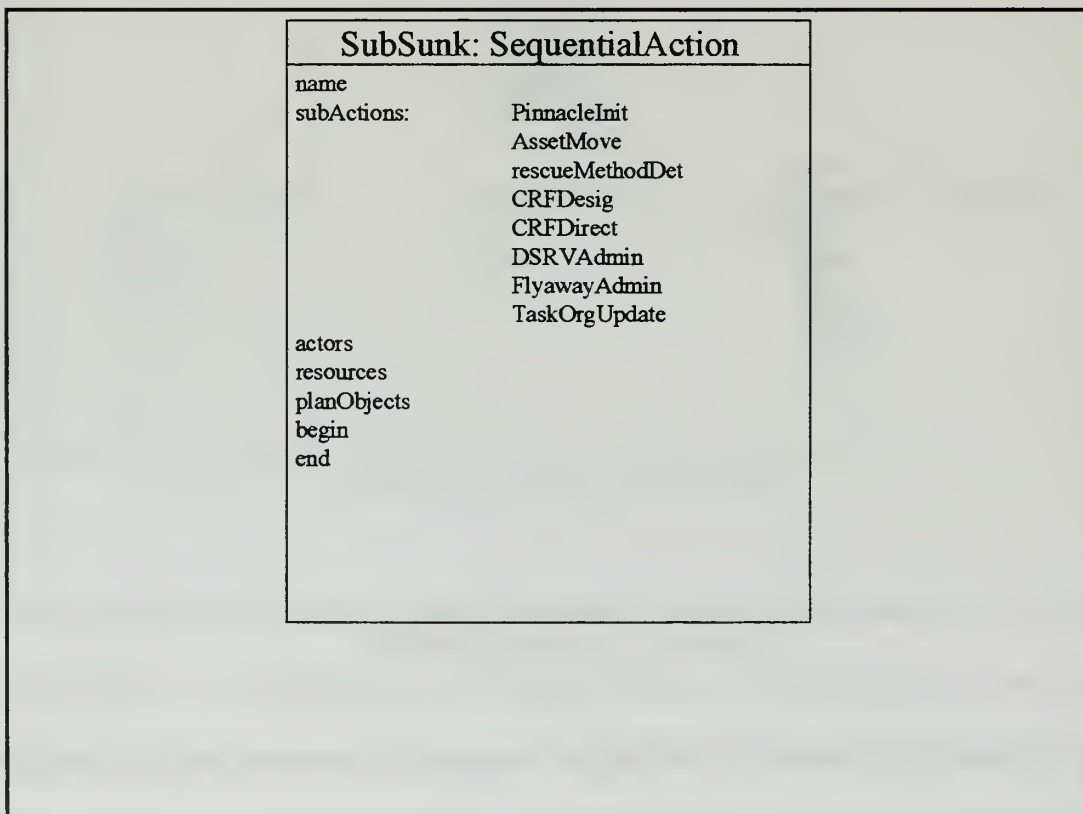 SubSunk: SequentialAction
name
subActions: PinnacleInit
AssetMove
rescueMethodDet
CRFDesig
CRFDirect
DSRVAdmin
FlyawayAdmin
TaskOrgUpdate
actors
resources
planObjects
begin
end